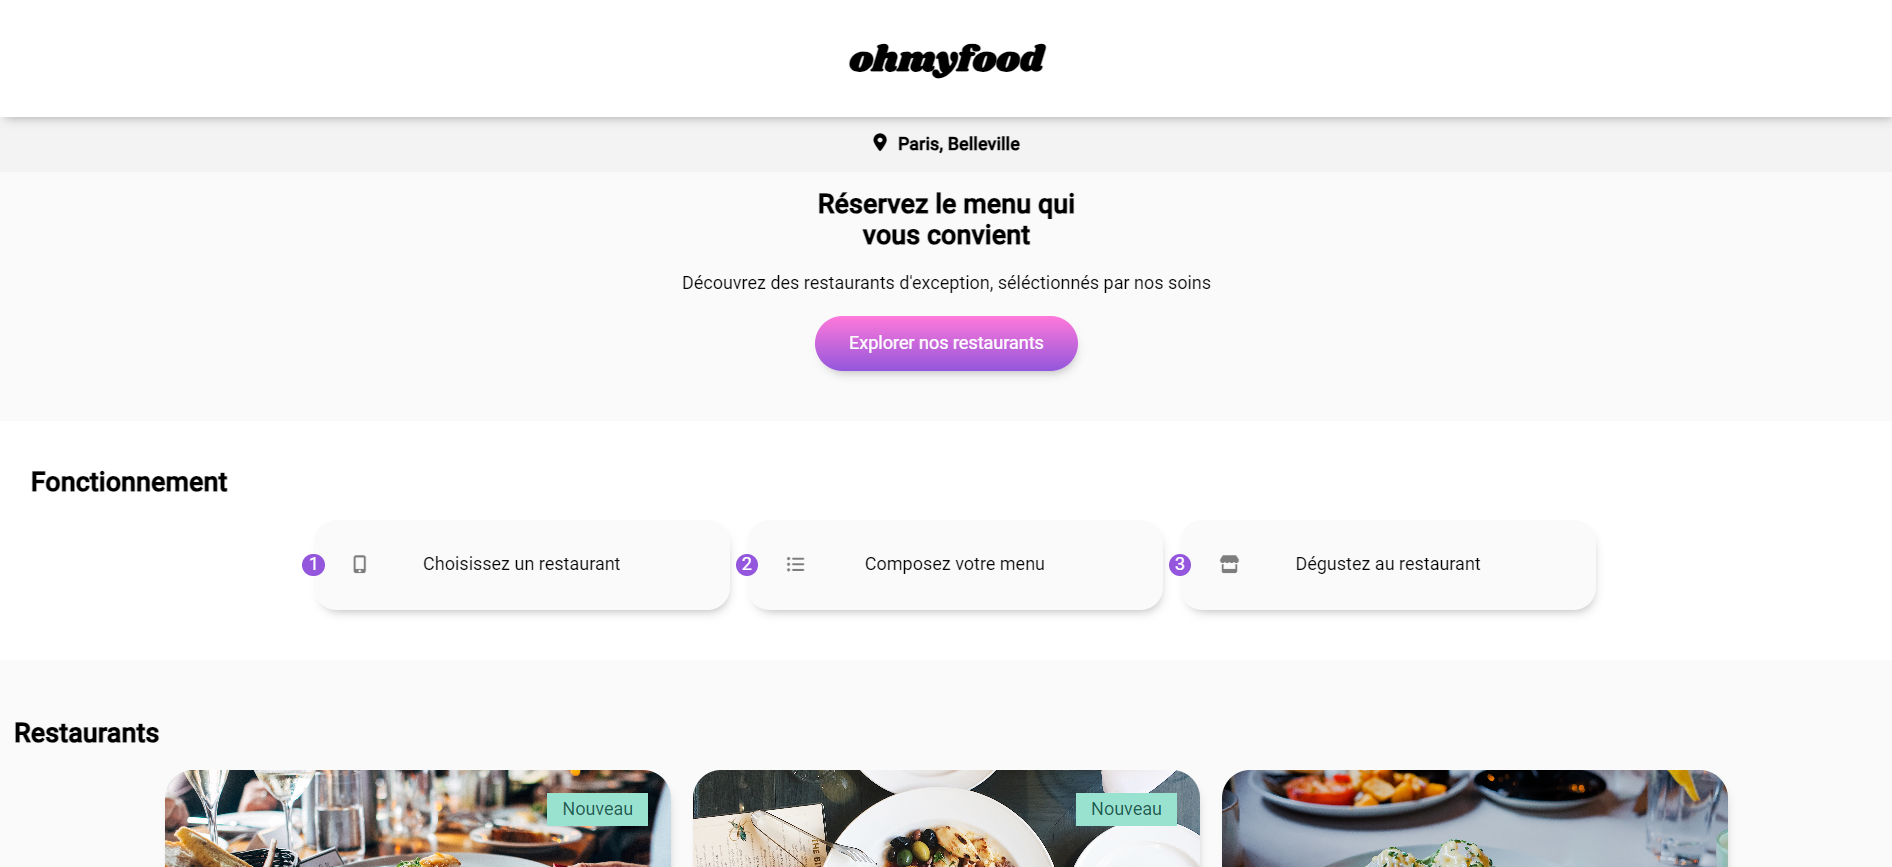 ohmyfood
Paris, Belleville
Réservez le menu qui
vous convient
Découvrez des restaurants d'exception, séléctionnés par nos soins
Explorer nos restaurants
Fonctionnement
1 Choisissez un restaurant
2 Composez votre menu
3 Dégustez au restaurant
Restaurants
Nouveau
Nouveau